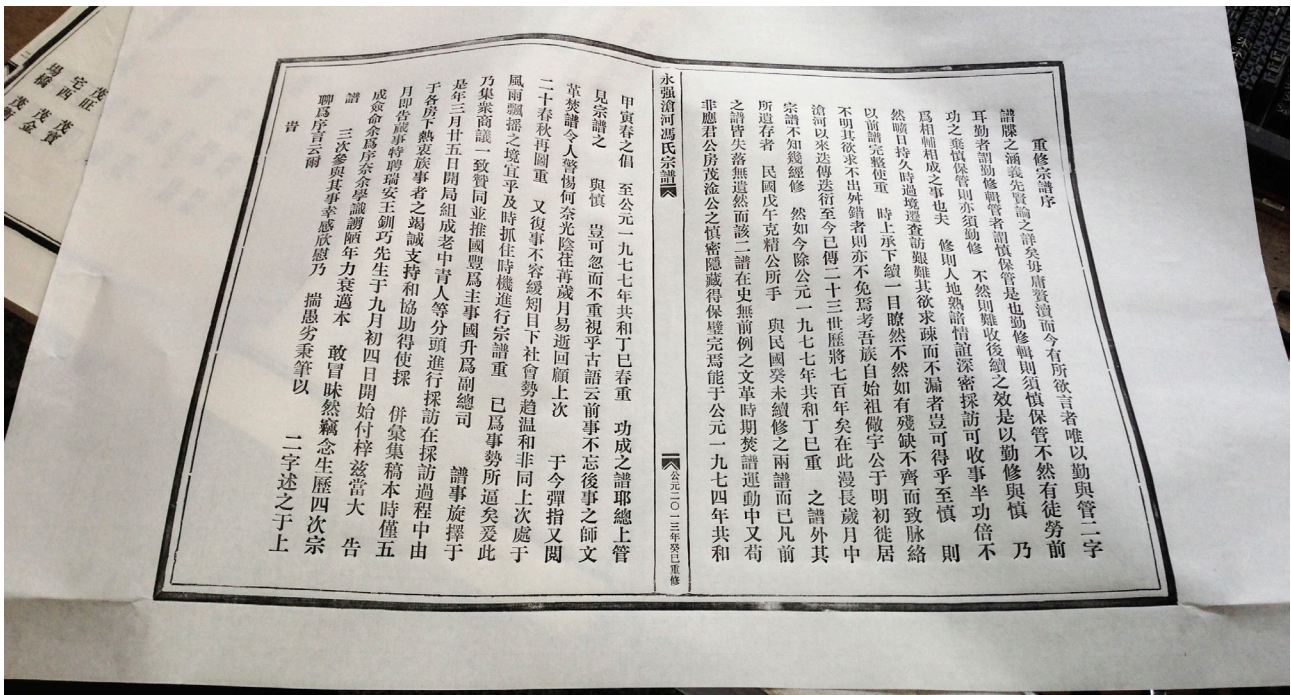 重修宗譜序
譜牒之涵義先賢論之詳矣毋庸贅瀆而今有所欲言者唯以勤與管二字
耳勤者謂勤修輯管者謂慎保管是也勤修輯則須慎保管不然有徒勞前
功之棄慎保管則亦須勤修 不然則難收後續之效是以勤修與慎 乃
爲相輔相成之事也夫 修則人地熟諳情誼深密採訪可收事半功倍不
然曠日持久時過境遷查訪艱難其欲求疎而不漏者豈可得乎至慎 則
以前譜完整使重 時上承下續一目瞭然不然如有殘缺不齊而致脉絡
不明其欲求不出舛錯者則亦不免焉考吾族自始祖儆宇公于明初徙居
滄河以來迭傳迭衍至今已傳二十三世歷將七百年矣在此漫長歲月中
宗譜不知幾經修 然如今除公元一九七七年共和丁巳重 之譜外其
所遺存者 民國戊午克精公所手 與民國癸未續修之兩譜而已凡前
之譜皆失落無遺然而該二譜在史無前例之文革時期焚譜運動中又苟
非應君公房茂淦公之慎密隱藏得保璧完焉能于公元一九七四年共和
永强滄河馮氏宗譜
公元二〇一三年癸巳重修
甲寅春之倡 至公元一九七七年共和丁巳春重 功成之譜耶總上管
見宗譜之 與慎 豈可忽而不重視乎古語云前事不忘後事之師文
革焚譜令人警惕何奈光陰荏苒歲月易逝回顧上次 于今彈指又閲
二十春秋再圖重 又復事不容緩矧目下社會勢趨温和非同上次處于
風雨飄播之境宜乎及時抓住時機進行宗譜重 已爲事勢所逼矣爰此
乃集衆商議一致贊同並推國豐爲主事國升爲副總司 譜事旋擇于
是年三月廿五日開局組成老中青人等分頭進行採訪在採訪過程中由
于各房下熱衷族事者之竭誠支持和協助得使採 併彙集稿本時僅五
月即告蕆事特聘瑞安王釧巧先生于九月初四日開始付梓兹當大 告
成僉命余爲序奈余學識謭陋年力衰邁本 敢冒昧然竊念生歷四次宗
譜 三次參與其事幸感欣慰乃 揣愚劣秉筆以 二字述之于上
聊爲序言云爾
旹
茂正 茂賓
宅西 茂金
塲橋